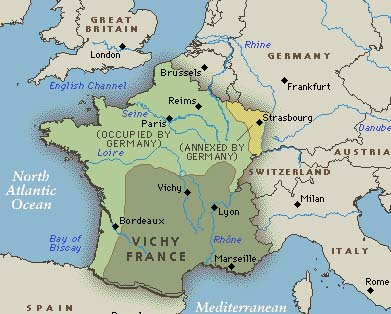 GREAT
BRITAIN
London
Brussels
Rhine
GERMANY
Frankfurt
English Channel
Reims
Seine
Paris
Strasbourg
(OCCUPIED BY
GERMANY)
(ANNEXED BY
GERMANY)
Danube
Loire
AUSTRIA
SWITZERLAND
North
Atlantic
Ocean
Vichy
Lyon
Milan
Bordeaux
Bay of
Biscay
VICHY
FRANCE
Rhône
ITALY
Marseille
Rome
SPAIN
Mediterranean